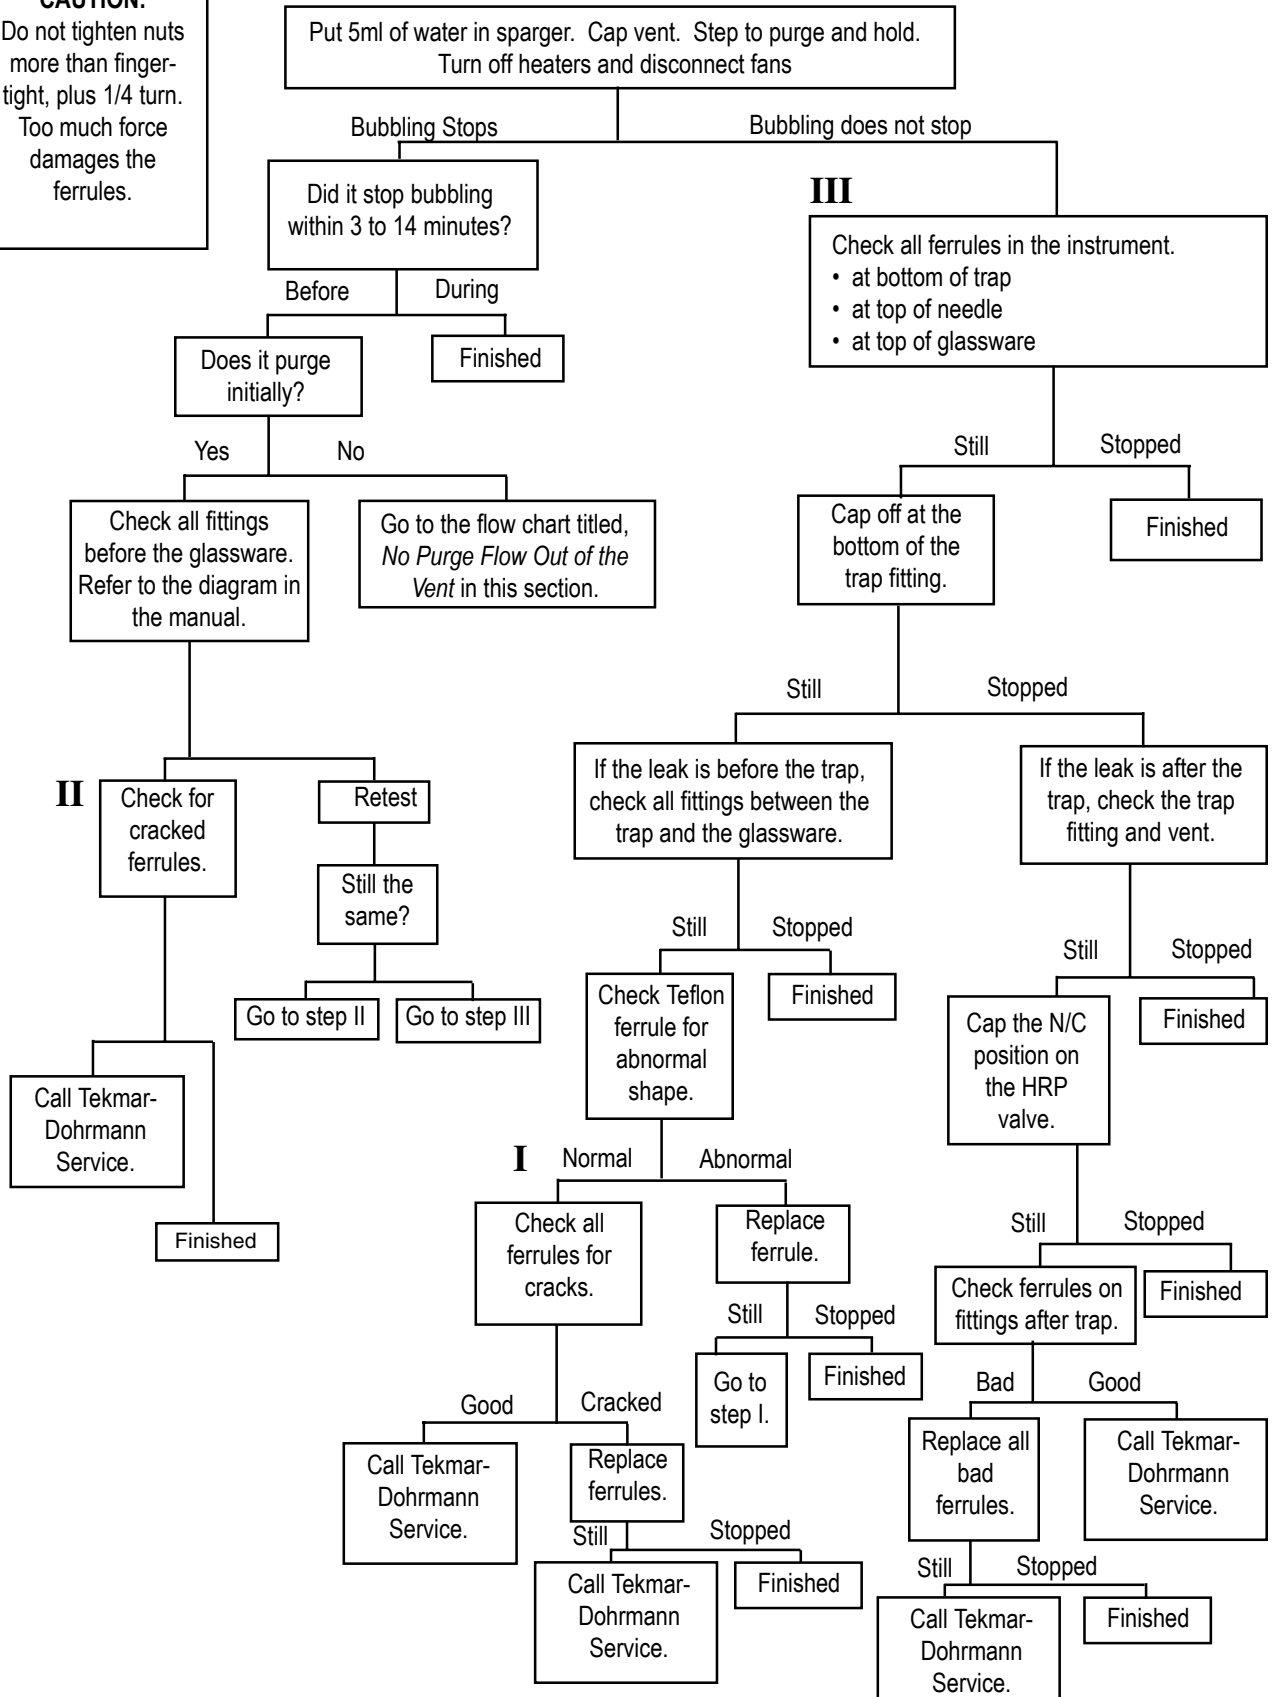 CAUTION:
Do not tighten nuts
more than finger-
tight, plus 1/4 turn.
Too much force
damages the
ferrules.
Put 5ml of water in sparger.  Cap vent.  Step to purge and hold.
Turn off heaters and disconnect fans
Bubbling Stops
Bubbling does not stop
Did it stop bubbling
within 3 to 14 minutes?
III
Check all ferrules in the instrument.
• at bottom of trap
• at top of needle
• at top of glassware
Before
During
Does it purge
initially?
Finished
Yes
No
Still
Stopped
Check all fittings
before the glassware.
Refer to the diagram in
the manual.
Go to the flow chart titled,
No Purge Flow Out of the
Vent in this section.
Cap off at the
bottom of the
trap fitting.
Finished
Still
Stopped
II
Check for
cracked
ferrules.
Retest
If the leak is before the trap,
check all fittings between the
trap and the glassware.
If the leak is after the
trap, check the trap
fitting and vent.
Still the
same?
Still
Stopped
Still
Stopped
Go to step II
Go to step III
Check Teflon
ferrule for
abnormal
shape.
Finished
Cap the N/C
position on
the HRP
valve.
Finished
Call Tekmar-
Dohrmann
Service.
Finished
I
Normal
Abnormal
Check all
ferrules for
cracks.
Replace
ferrule.
Still
Stopped
Check ferrules on
fittings after trap.
Finished
Still
Stopped
Go to
step I.
Finished
Bad
Good
Good
Cracked
Call Tekmar-
Dohrmann
Service.
Replace
ferrules.
Replace all
bad
ferrules.
Call Tekmar-
Dohrmann
Service.
Still
Stopped
Call Tekmar-
Dohrmann
Service.
Finished
Still
Stopped
Call Tekmar-
Dohrmann
Service.
Finished